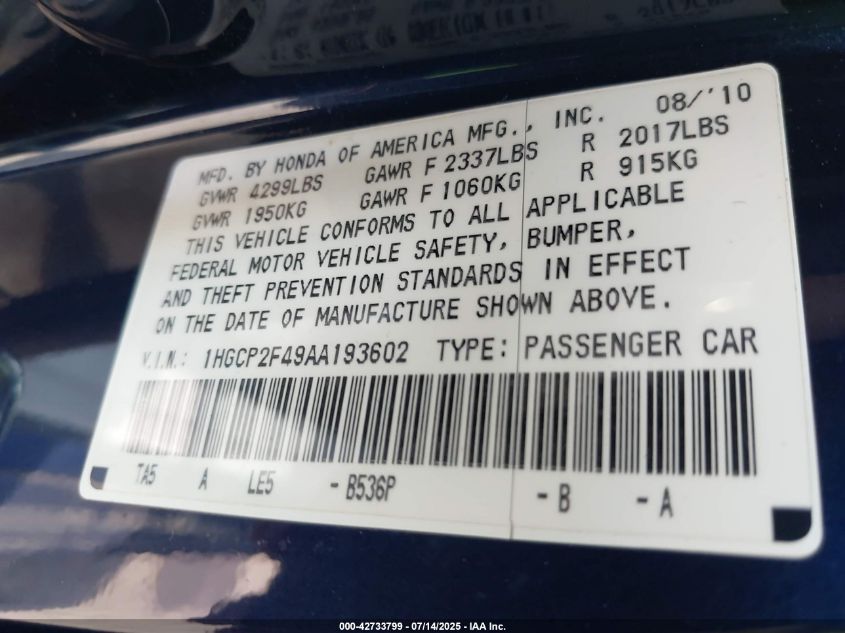 MFD. BY HONDA OF AMERICA MFG., INC. 08/'10
GVWR 4299LBS GAWR F 2337LBS R 2017LBS
GVWR 1950KG GAWR F 1060KG R 915KG
THIS VEHICLE CONFORMS TO ALL APPLICABLE
FEDERAL MOTOR VEHICLE SAFETY, BUMPER,
AND THEFT PREVENTION STANDARDS IN EFFECT
ON THE DATE OF MANUFACTURE SHOWN ABOVE.
V.I.N.: 1HGCP2F49AA193602 TYPE: PASSENGER CAR
TA5 A LE5 -B536P -B -A
000-42733799 - 07/14/2025 - IAA Inc.